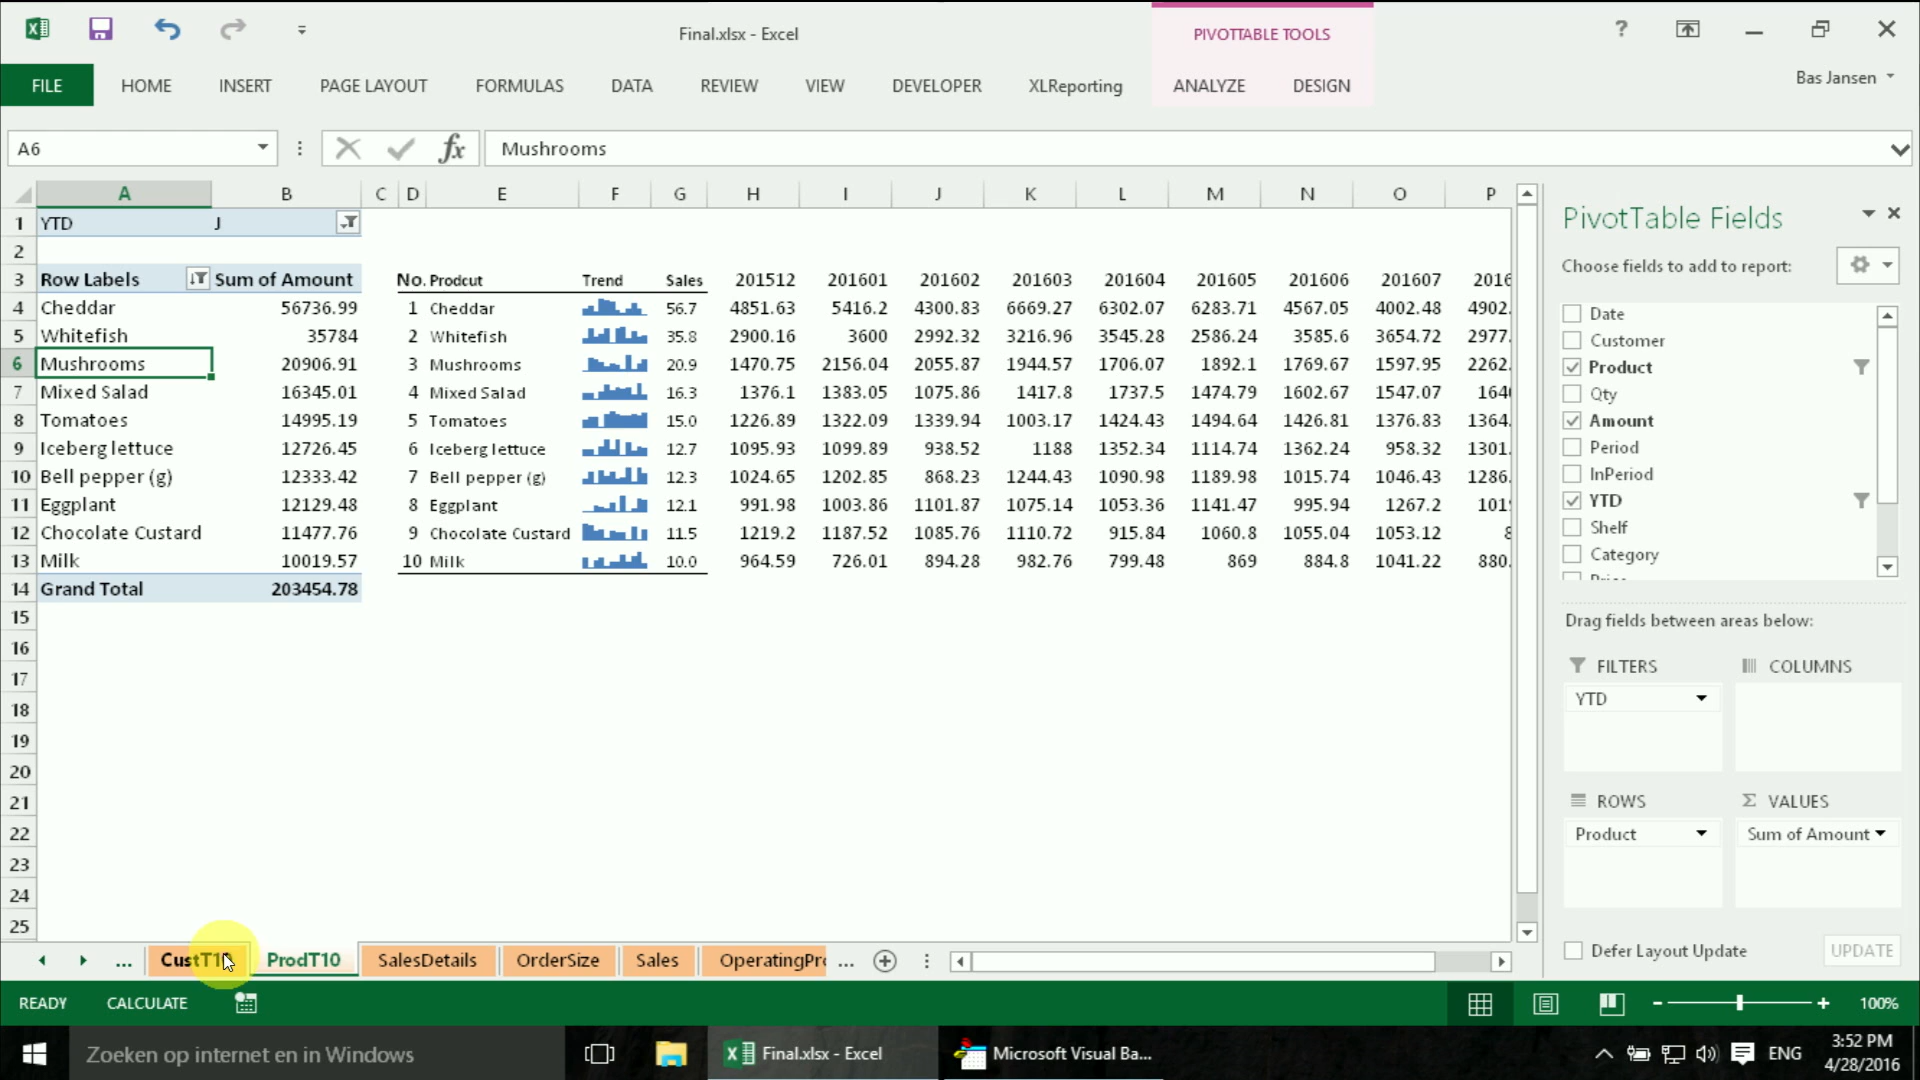 Final.xlsx - Excel
PIVOTTABLE TOOLS
?
FILE HOME INSERT PAGE LAYOUT FORMULAS DATA REVIEW VIEW DEVELOPER XLReporting ANALYZE DESIGN
Bas Jansen
A6 fx Mushrooms
A B C D E F G H I J K L M N O P
1 YTD J
2
3 Row Labels Sum of Amount No. Prodcut Trend Sales 201512 201601 201602 201603 201604 201605 201606 201607 2016
4 Cheddar 56736.99 1 Cheddar 56.7 4851.63 5416.2 4300.83 6669.27 6302.07 6283.71 4567.05 4002.48 4902.
5 Whitefish 35784 2 Whitefish 35.8 2900.16 3600 2992.32 3216.96 3545.28 2586.24 3585.6 3654.72 2977.
6 Mushrooms 20906.91 3 Mushrooms 20.9 1470.75 2156.04 2055.87 1944.57 1706.07 1892.1 1769.67 1597.95 2262.
7 Mixed Salad 16345.01 4 Mixed Salad 16.3 1376.1 1383.05 1075.86 1417.8 1737.5 1474.79 1602.67 1547.07
8 Tomatoes 14995.19 5 Tomatoes 15.0 1226.89 1322.09 1339.94 1003.17 1424.43 1494.64 1426.81 1376.83 1364.
9 Iceberg lettuce 12726.45 6 Iceberg lettuce 12.7 1095.93 1099.89 938.52 1188 1352.34 1114.74 1362.24 958.32 1301.
10 Bell pepper (g) 12333.42 7 Bell pepper (g) 12.3 1024.65 1202.85 868.23 1244.43 1090.98 1189.98 1015.74 1046.43 1286.
11 Eggplant 12129.48 8 Eggplant 12.1 991.98 1003.86 1101.87 1075.14 1053.36 1141.47 995.94 1267.2
12 Chocolate Custard 11477.76 9 Chocolate Custard 11.5 1219.2 1187.52 1085.76 1110.72 915.84 1060.8 1055.04 1053.12
13 Milk 10019.57 10 Milk 10.0 964.59 726.01 894.28 982.76 799.48 869 884.8 1041.22 880.
14 Grand Total 203454.78
15
16
17
18
19
20
21
22
23
24
25
PivotTable Fields
Choose fields to add to report:
Date
Customer
Product
Qty
Amount
Period
InPeriod
YTD
Shelf
Category
Drag fields between areas below:
FILTERS COLUMNS
YTD
ROWS Σ VALUES
Product Sum of Amount
Defer Layout Update UPDATE
... CustT10 ProdT10 SalesDetails OrderSize Sales OperatingPro ...
READY CALCULATE 100%
Zoeken op internet en in Windows
Final.xlsx - Excel
Microsoft Visual Ba...
ENG
3:52 PM
4/28/2016